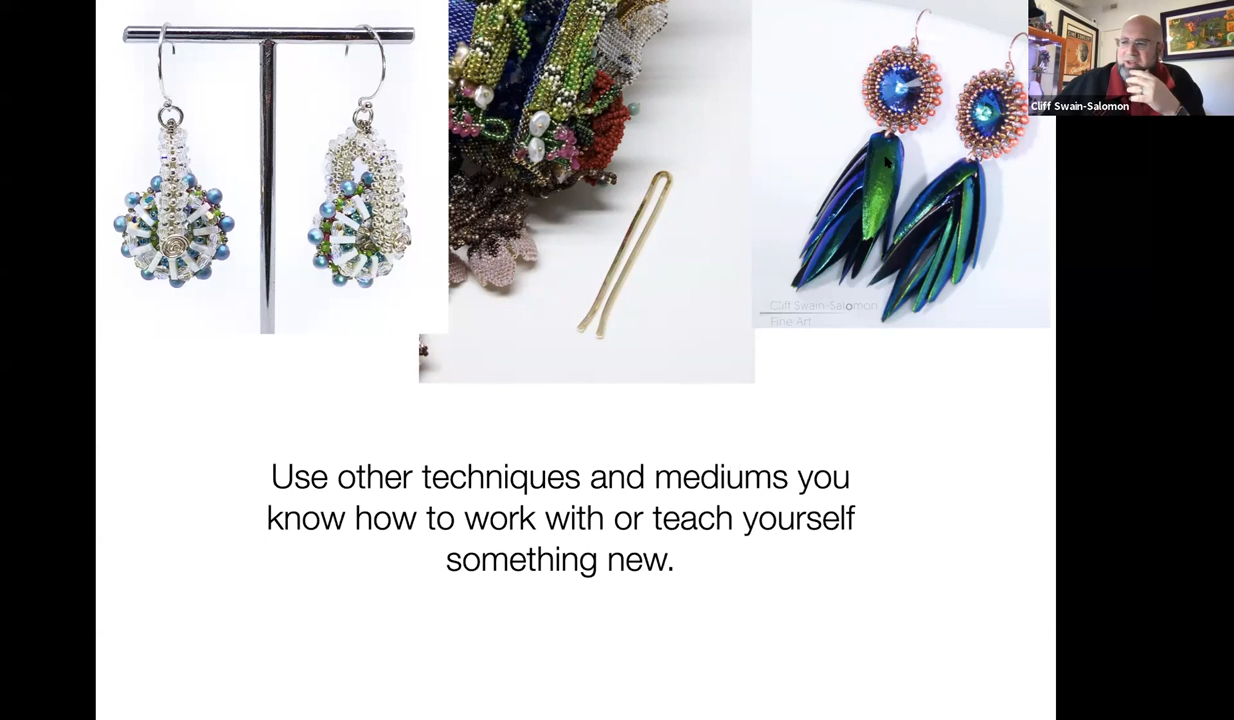 Cliff Swain-Salomon
Cliff Swain-Salomon
Fine Art
Use other techniques and mediums you
know how to work with or teach yourself
something new.